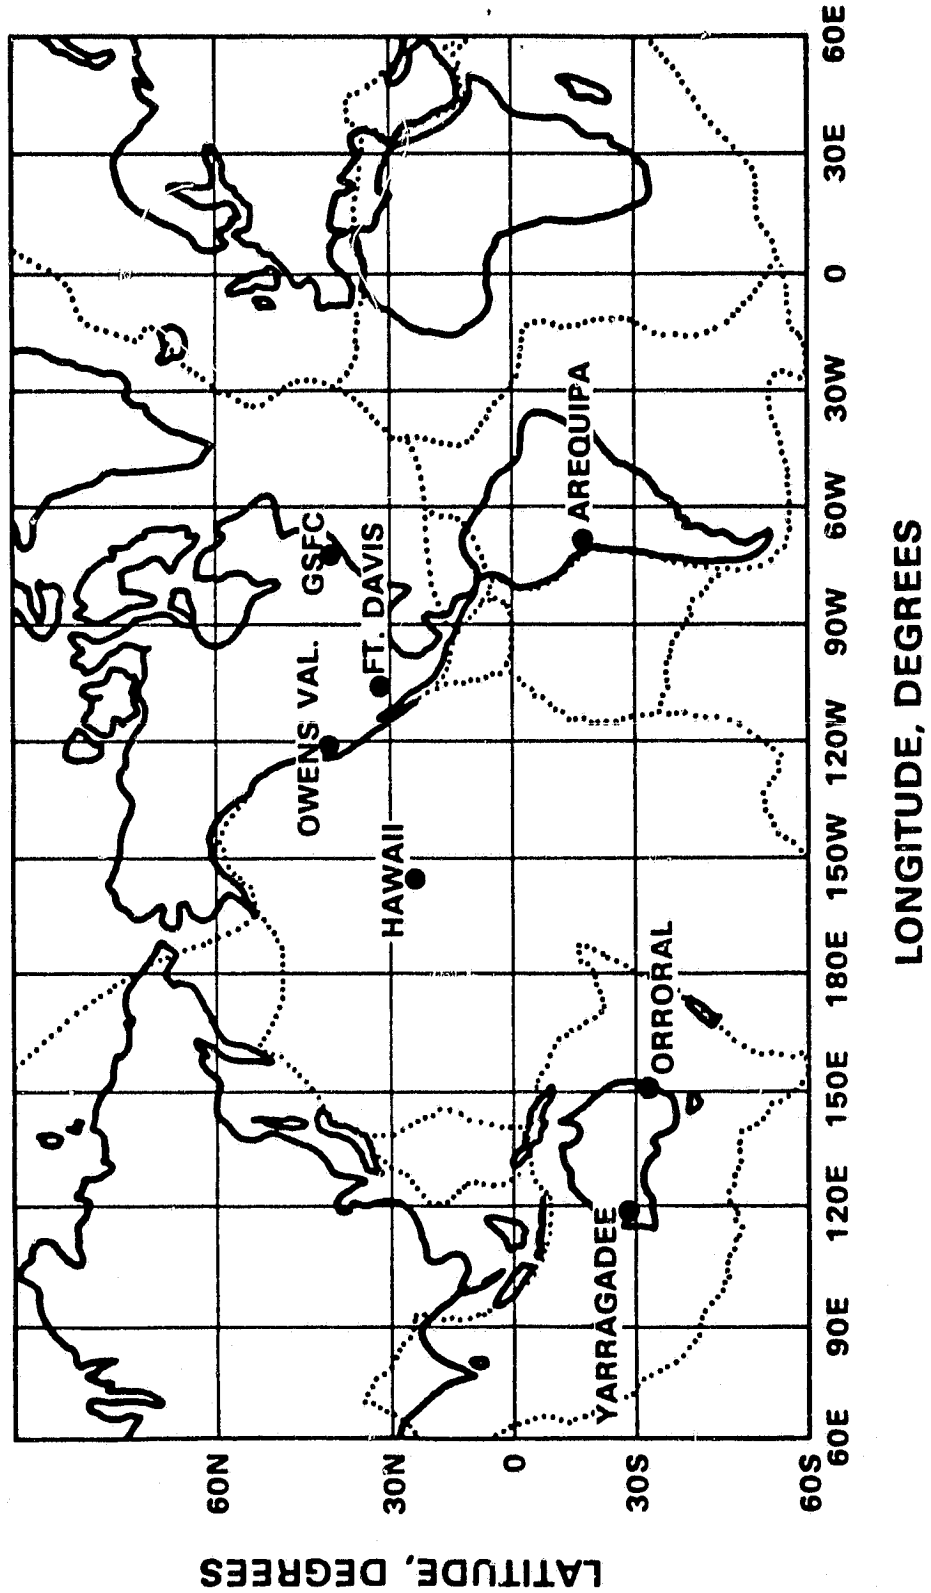 GSFC
OWENS VAL.
FT. DAVIS
HAWAII
AREQUIPA
ORRORAL
YARRAGADEE
60N
30N
0
30S
60S
60E
90E
120E
150E
180E
150W
120W
90W
60W
30W
0
30E
60E
LATITUDE, DEGREES
LONGITUDE, DEGREES